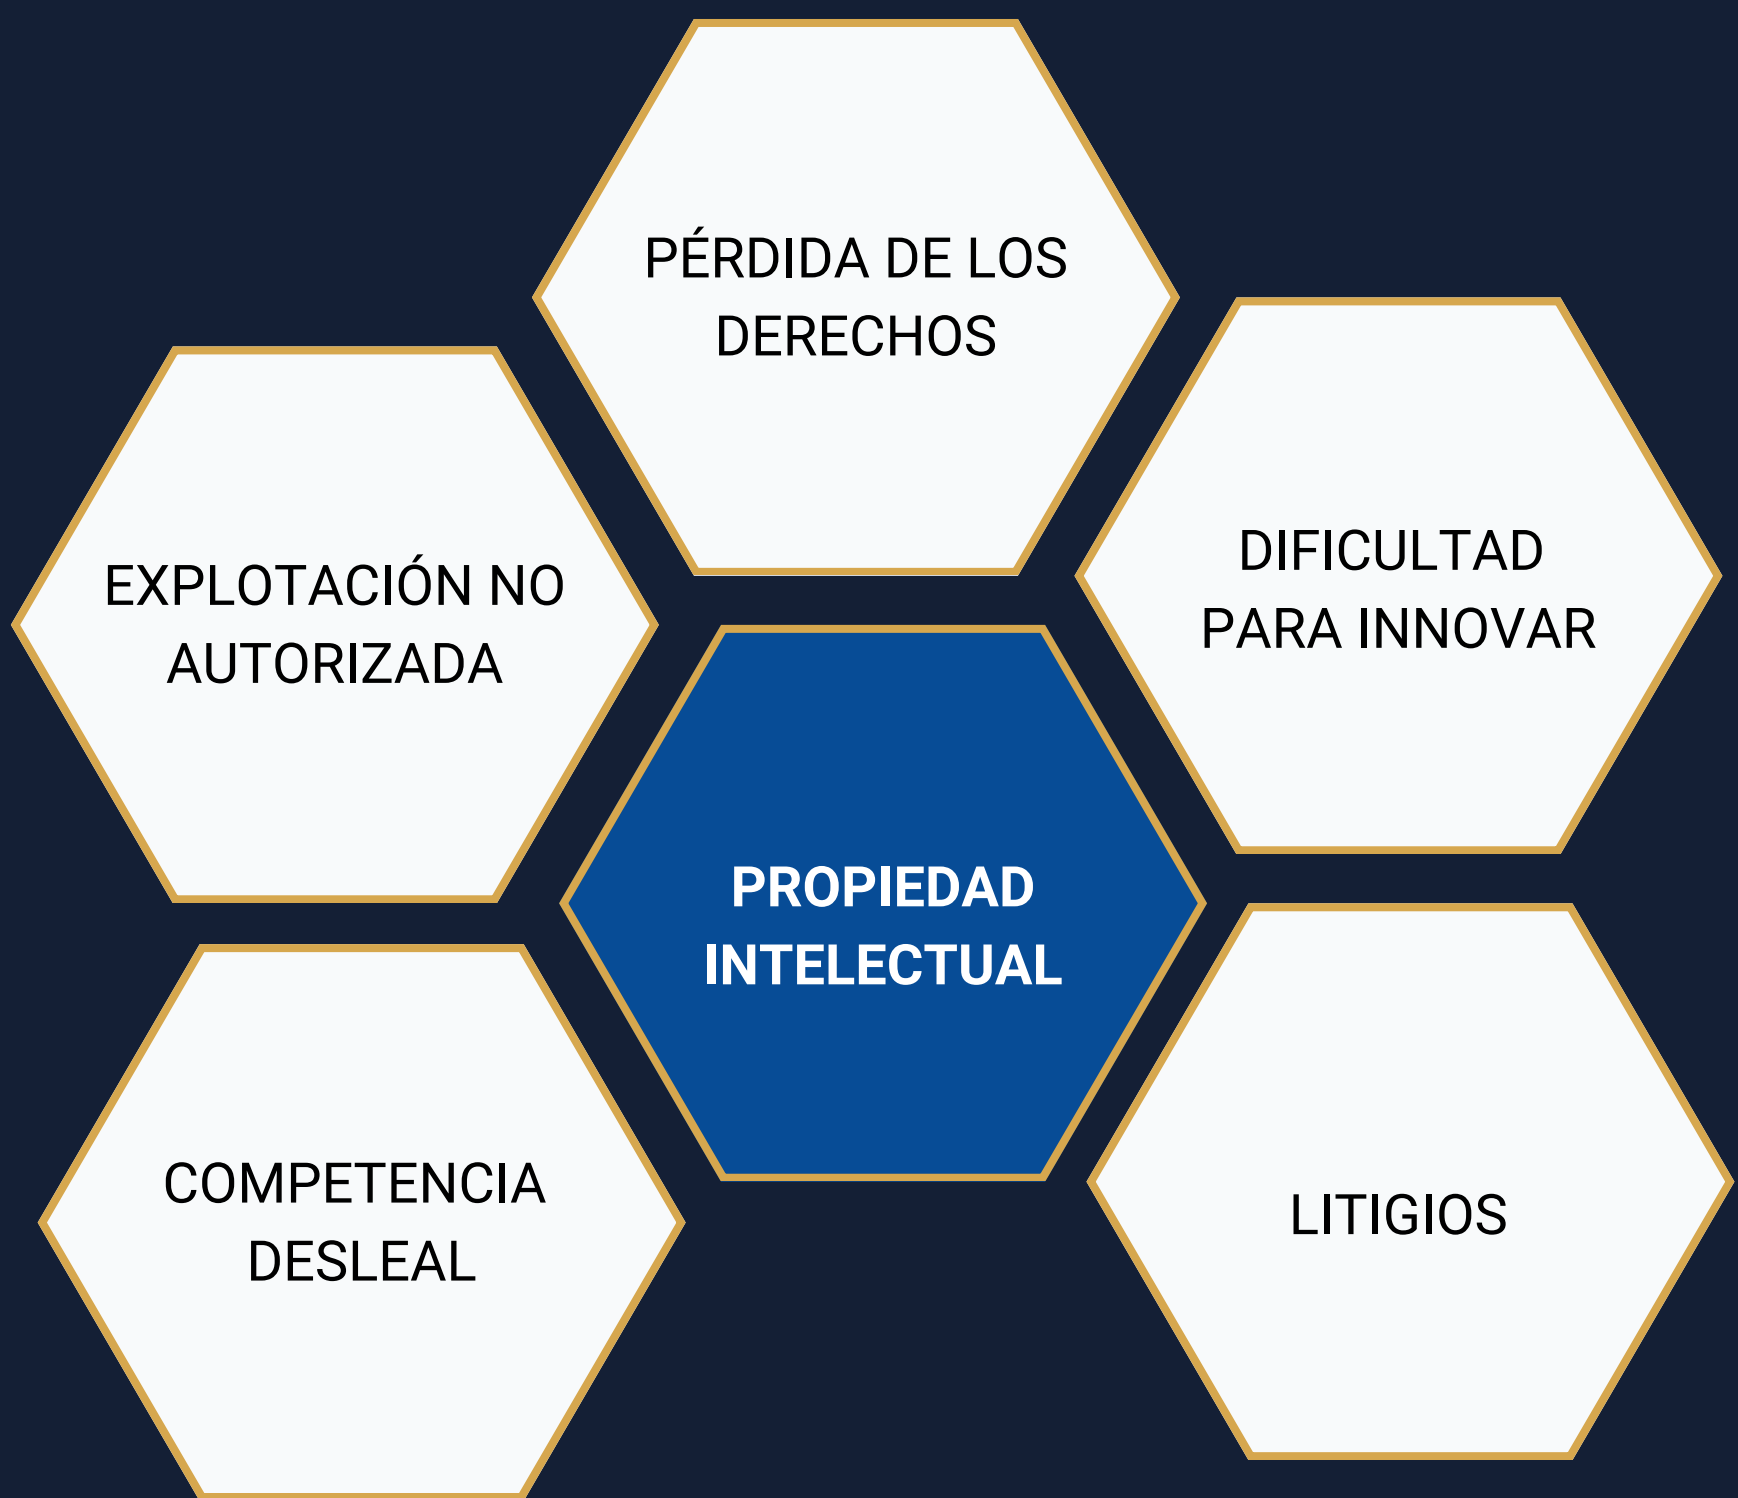 PÉRDIDA DE LOS
DERECHOS
EXPLOTACIÓN NO
AUTORIZADA
DIFICULTAD
PARA INNOVAR
PROPIEDAD
INTELECTUAL
COMPETENCIA
DESLEAL
LITIGIOS